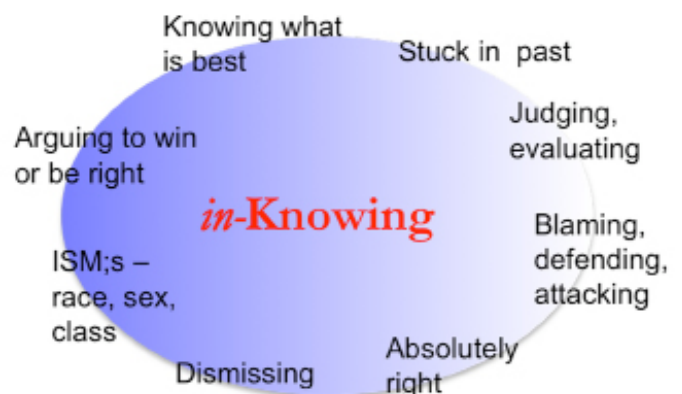 Knowing what
is best
Stuck in  past
Judging,
evaluating
Arguing to win
or be right
in-Knowing
Blaming,
defending,
attacking
ISM;s –
race, sex,
class
Dismissing
Absolutely
right